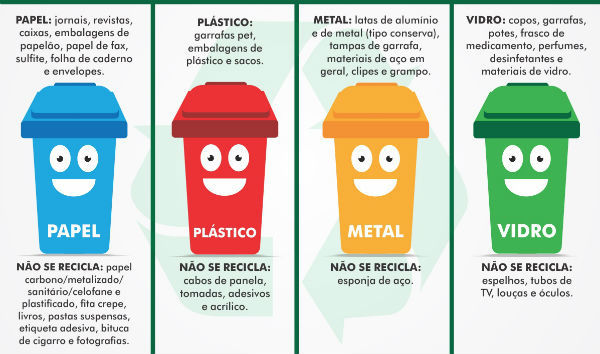 PAPEL: jornais, revistas,
caixas, embalagens de
papelão, papel de fax,
sulfite, folha de caderno
e envelopes.
PAPEL
NÃO SE RECICLA: papel
carbono/metalizado/
sanitário/celofane e
plastificado, fita crepe,
livros, pastas suspensas,
etiqueta adesiva, bituca
de cigarro e fotografias.
PLÁSTICO:
garrafas pet,
embalagens de
plástico e sacos.
PLÁSTICO
NÃO SE RECICLA:
cabos de panela,
tomadas, adesivos
e acrílico.
METAL: latas de alumínio
e de metal (tipo conserva),
tampas de garrafa,
materiais de aço em
geral, clipes e grampo.
METAL
NÃO SE RECICLA:
esponja de aço.
VIDRO: copos, garrafas,
potes, frasco de
medicamento, perfumes,
desinfetantes e
materiais de vidro.
VIDRO
NÃO SE RECICLA:
espelhos, tubos de
TV, louças e óculos.